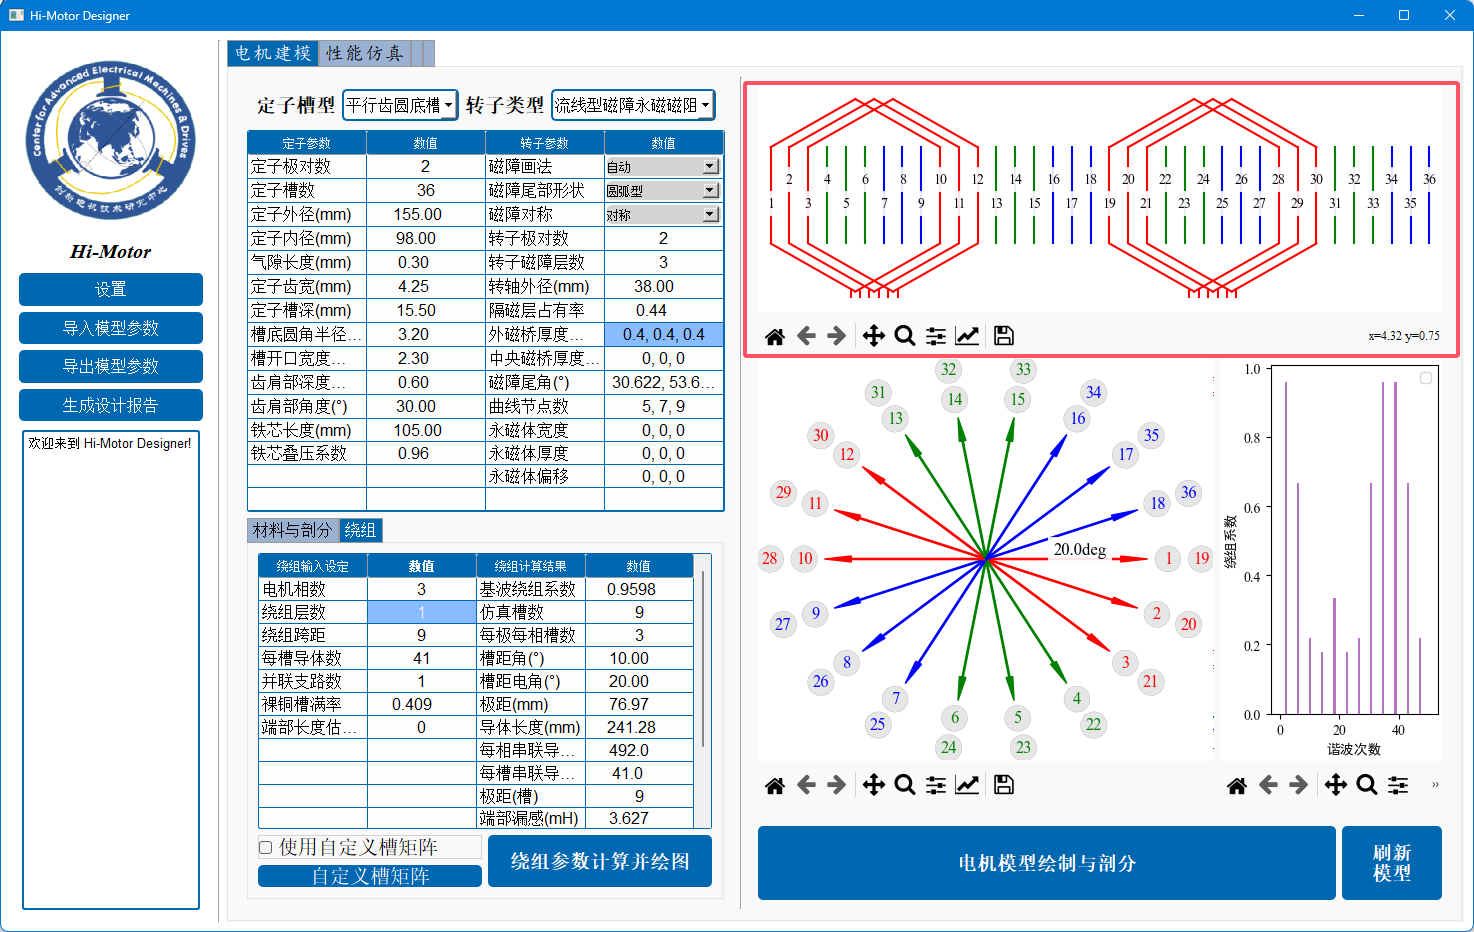 Hi-Motor Designer
Center for Advanced Electrical Machines & Drives
创新电机技术研究中心
Hi-Motor
设置
导入模型参数
导出模型参数
生成设计报告
欢迎来到 Hi-Motor Designer!
电机建模 性能仿真
定子槽型 平行齿圆底槽 转子类型 流线型磁障永磁磁阻
定子参数 数值 转子参数 数值
定子极对数 2 磁障画法 自动
定子槽数 36 磁障尾部形状 圆弧型
定子外径(mm) 155.00 磁障对称 对称
定子内径(mm) 98.00 转子极对数 2
气隙长度(mm) 0.30 转子磁障层数 3
定子齿宽(mm) 4.25 转轴外径(mm) 38.00
定子槽深(mm) 15.50 隔磁层占有率 0.44
槽底圆角半径... 3.20 外磁桥厚度... 0.4, 0.4, 0.4
槽开口宽度... 2.30 中央磁桥厚度... 0, 0, 0
齿肩部深度... 0.60 磁障尾角(°) 30.622, 53.6...
齿肩部角度(°) 30.00 曲线节点数 5, 7, 9
铁芯长度(mm) 105.00 永磁体宽度 0, 0, 0
铁芯叠压系数 0.96 永磁体厚度 0, 0, 0
永磁体偏移 0, 0, 0
材料与剖分 绕组
绕组输入设定 数值 绕组计算结果 数值
电机相数 3 基波绕组系数 0.9598
绕组层数 1 仿真槽数 9
绕组跨距 9 每极每相槽数 3
每槽导体数 41 槽距角(°) 10.00
并联支路数 1 槽距电角(°) 20.00
裸铜槽满率 0.409 极距(mm) 76.97
端部长度估... 0 导体长度(mm) 241.28
每相串联导... 492.0
每槽串联导... 41.0
极距(槽) 9
端部漏感(mH) 3.627
使用自定义槽矩阵
自定义槽矩阵
绕组参数计算并绘图
2 4 6 8 10 12 14 16 18 20 22 24 26 28 30 32 34 36
1 3 5 7 9 11 13 15 17 19 21 23 25 27 29 31 33 35
x=4.32 y=0.75
32 33
31 14 15 34
13 16
30 35
12 17
29 11 18 36
28 10 20.0deg 1 19
9 2
27 20
8 3
26 21
7 4
25 6 5 22
24 23
1.0
0.8
0.6
0.4
0.2
0.0
绕组系数
0 20 40
谐波次数
»
电机模型绘制与剖分
刷新
模型